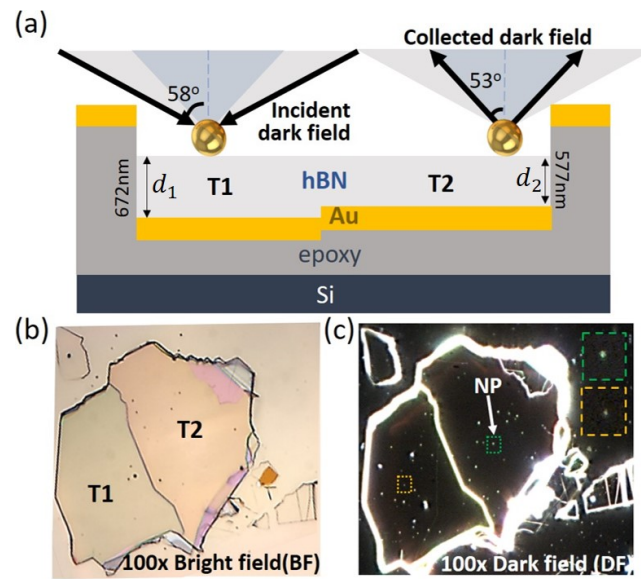 (a)
Collected dark field
58°
53°
Incident
dark field
672nm
d₁
T1
hBN
T2
d₂
577nm
Au
epoxy
Si
(b)
T2
T1
100x Bright field(BF)
(c)
NP
100x Dark field (DF)